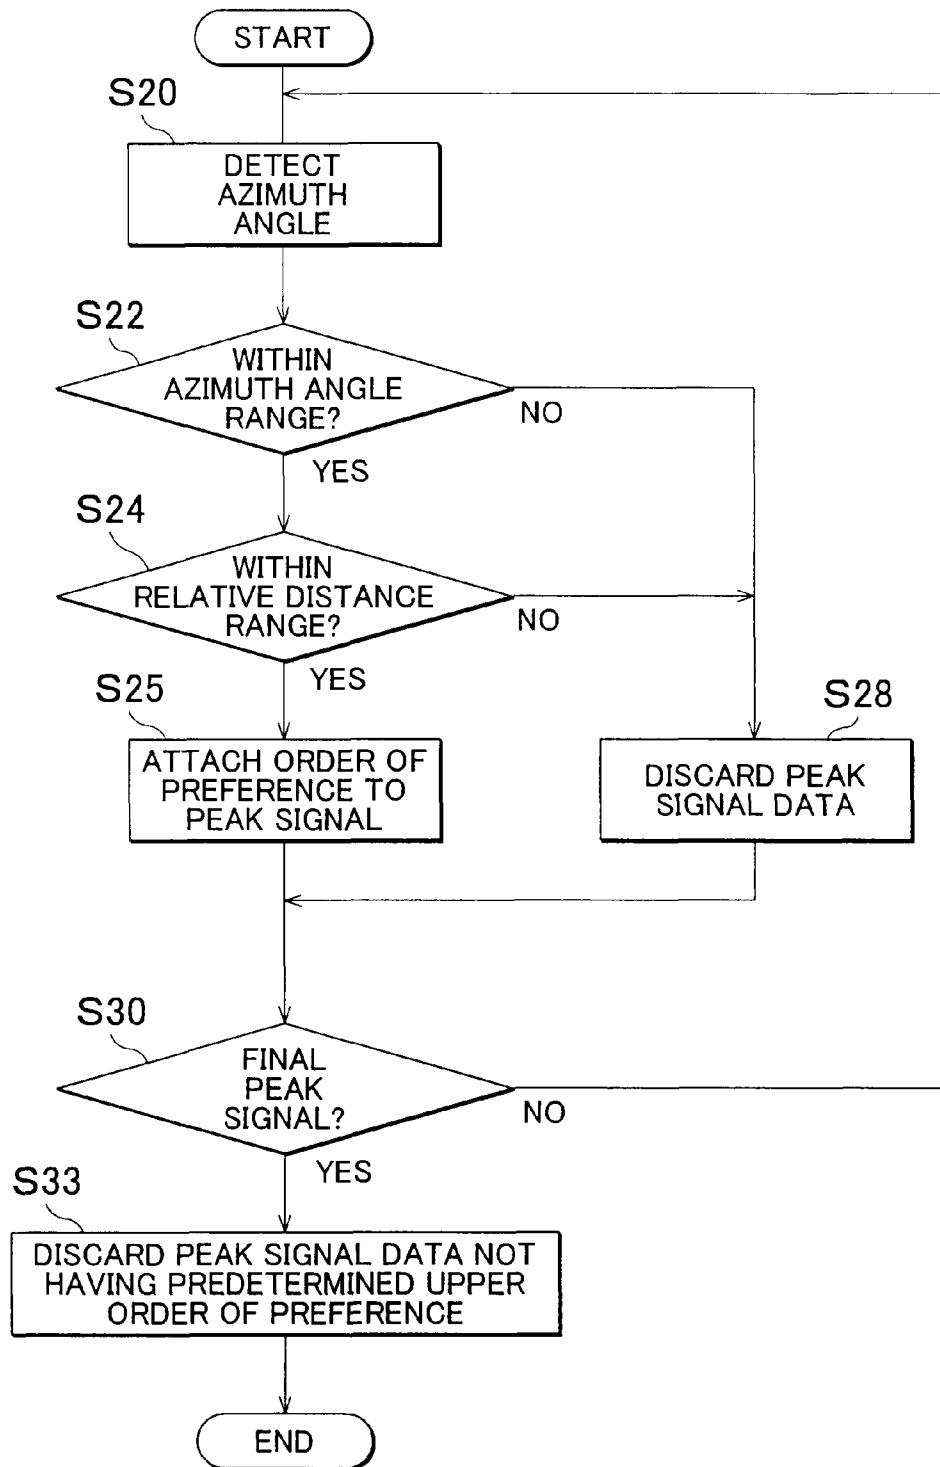 START
S20
DETECT
AZIMUTH
ANGLE
S22
WITHIN
AZIMUTH ANGLE
RANGE?
NO
YES
S24
WITHIN
RELATIVE DISTANCE
RANGE?
NO
YES
S25
ATTACH ORDER OF
PREFERENCE TO
PEAK SIGNAL
S28
DISCARD PEAK
SIGNAL DATA
S30
FINAL
PEAK
SIGNAL?
NO
YES
S33
DISCARD PEAK SIGNAL DATA NOT
HAVING PREDETERMINED UPPER
ORDER OF PREFERENCE
END